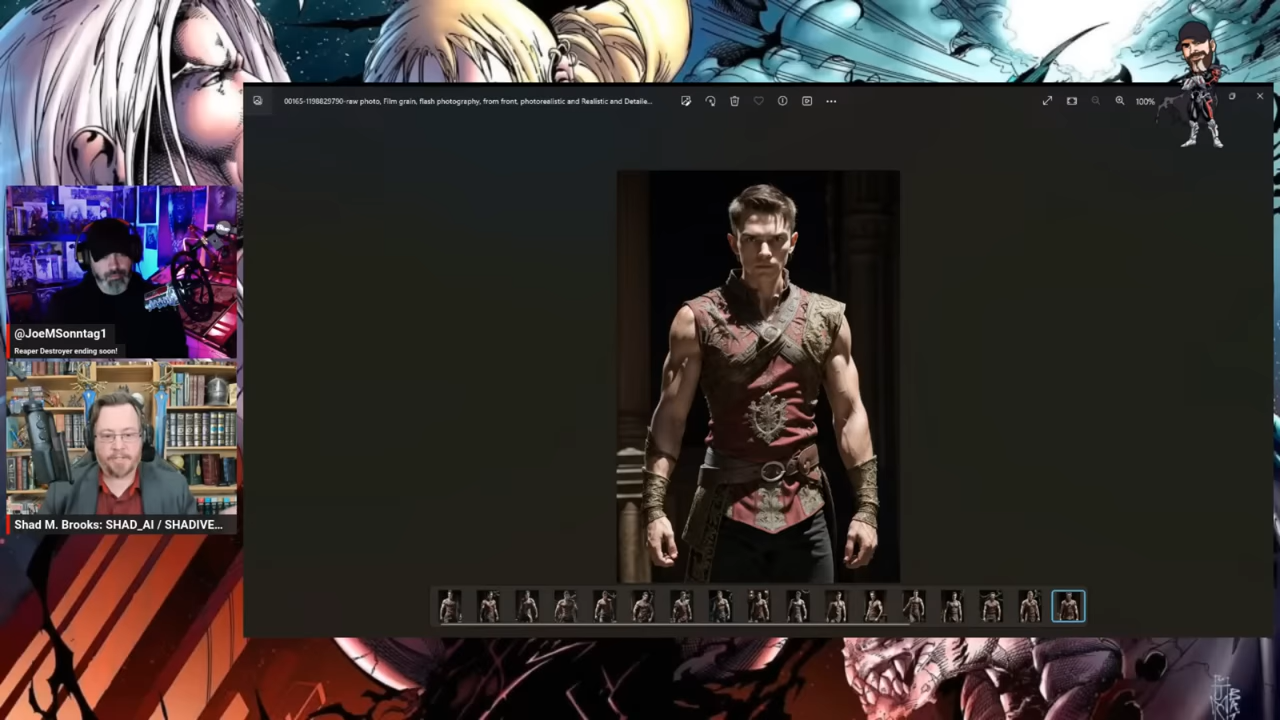 00165-1198829790-raw photo, Film grain, flash photography, from front, photorealistic and Realistic and Detaile...
100%
@JoeMSonntag1
Reaper Destroyer ending soon!
Shad M. Brooks: SHAD_AI / SHADIVE...